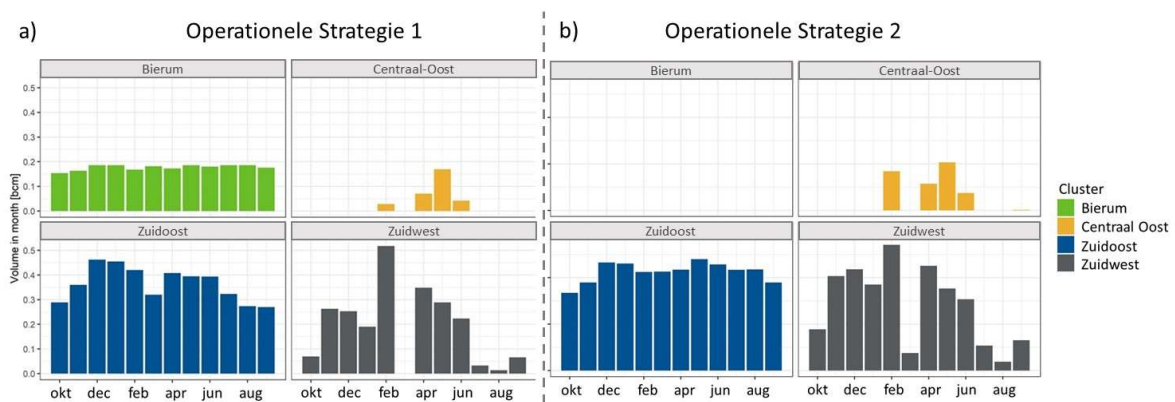 a) Operationele Strategie 1
b) Operationele Strategie 2
Bierum
Centraal-Oost
Bierum
Centraal-Oost
0.5
0.4
0.3
0.2
0.1
0.0
Volume in month [bcm]
Zuidoost
Zuidwest
Zuidoost
Zuidwest
0.5
0.4
0.3
0.2
0.1
0.0
okt dec feb apr jun aug
okt dec feb apr jun aug
okt dec feb apr jun aug
okt dec feb apr jun aug
Cluster
Bierum
Centraal Oost
Zuidoost
Zuidwest